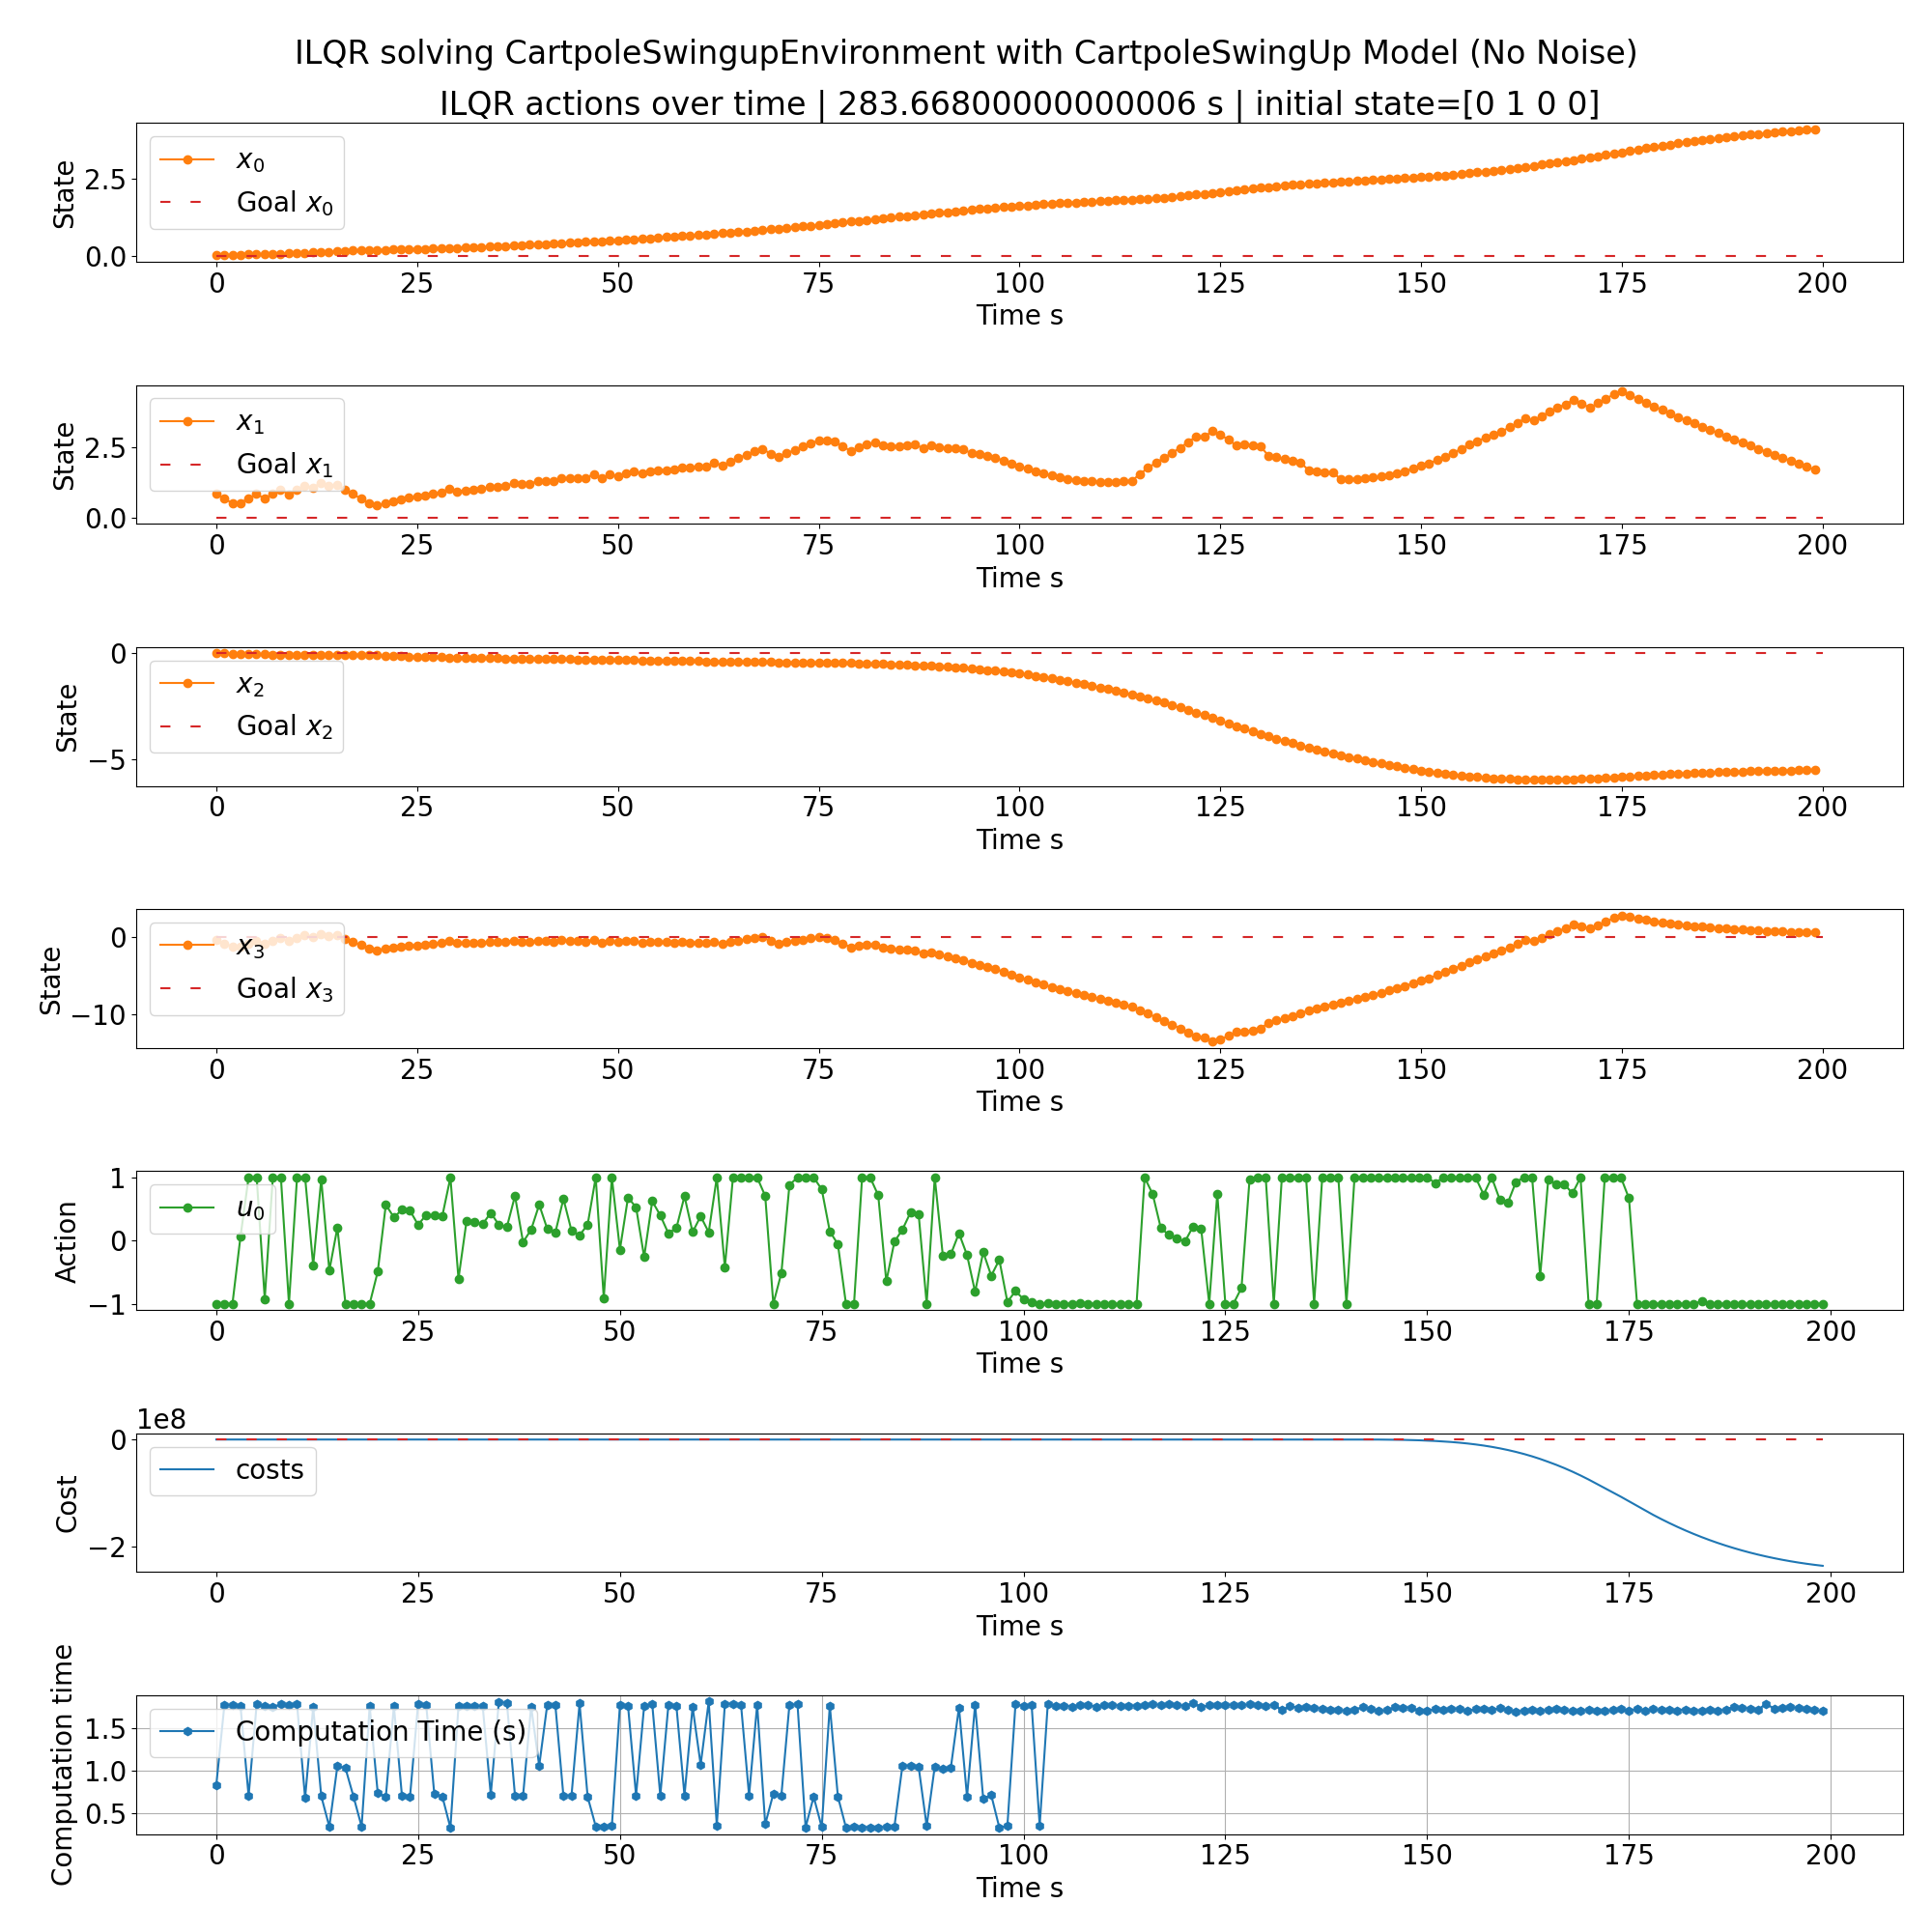 ILQR solving CartpoleSwingupEnvironment with CartpoleSwingUp Model (No Noise)
ILQR actions over time | 283.66800000000006 s | initial state=[0 1 0 0]
State
2.5
0.0
x₀
Goal x₀
0 25 50 75 100 125 150 175 200
Time s
State
2.5
0.0
x₁
Goal x₁
0 25 50 75 100 125 150 175 200
Time s
State
0
−5
x₂
Goal x₂
0 25 50 75 100 125 150 175 200
Time s
State
0
−10
x₃
Goal x₃
0 25 50 75 100 125 150 175 200
Time s
Action
1
0
−1
u₀
0 25 50 75 100 125 150 175 200
Time s
1e8
Cost
0
−2
costs
0 25 50 75 100 125 150 175 200
Time s
Computation time
1.5
1.0
0.5
Computation Time (s)
0 25 50 75 100 125 150 175 200
Time s